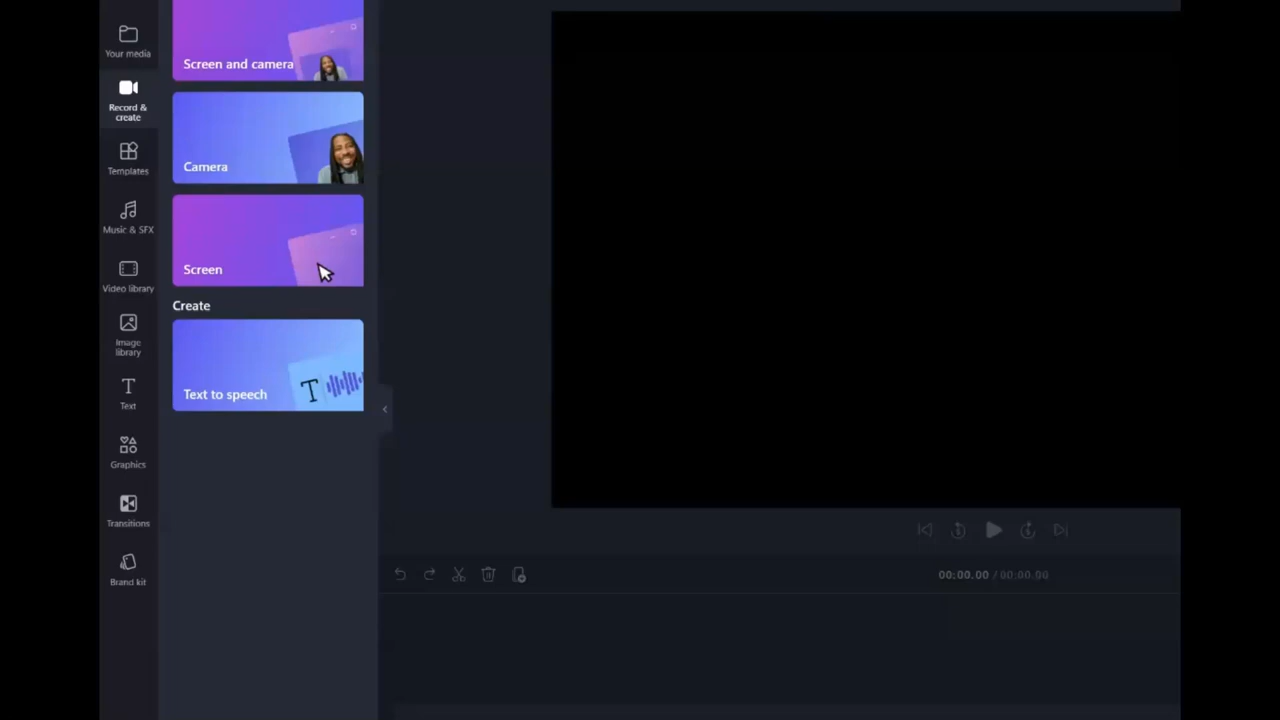 Your media
Record &
create
Templates
Music & SFX
Video library
Image
library
Text
Graphics
Transitions
Brand kit
Screen and camera
Camera
Screen
Create
Text to speech
T
00:00.00 / 00:00.00